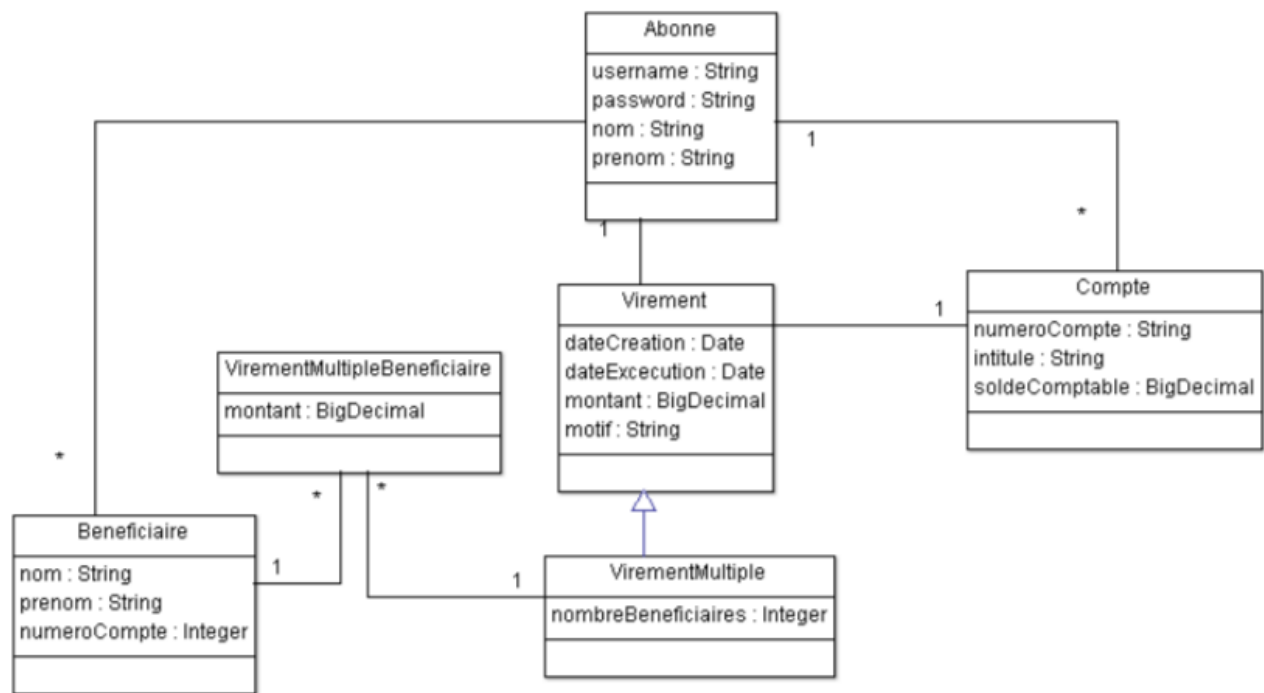 Abonne
username : String
password : String
nom : String
prenom : String
1
1
*
1
Virement
dateCreation : Date
dateExcecution : Date
montant : BigDecimal
motif : String
1
Compte
numeroCompte : String
intitule : String
soldeComptable : BigDecimal
VirementMultipleBeneficiaire
montant : BigDecimal
*
*
*
Beneficiaire
nom : String
prenom : String
numeroCompte : Integer
1
1
VirementMultiple
nombreBeneficiaires : Integer